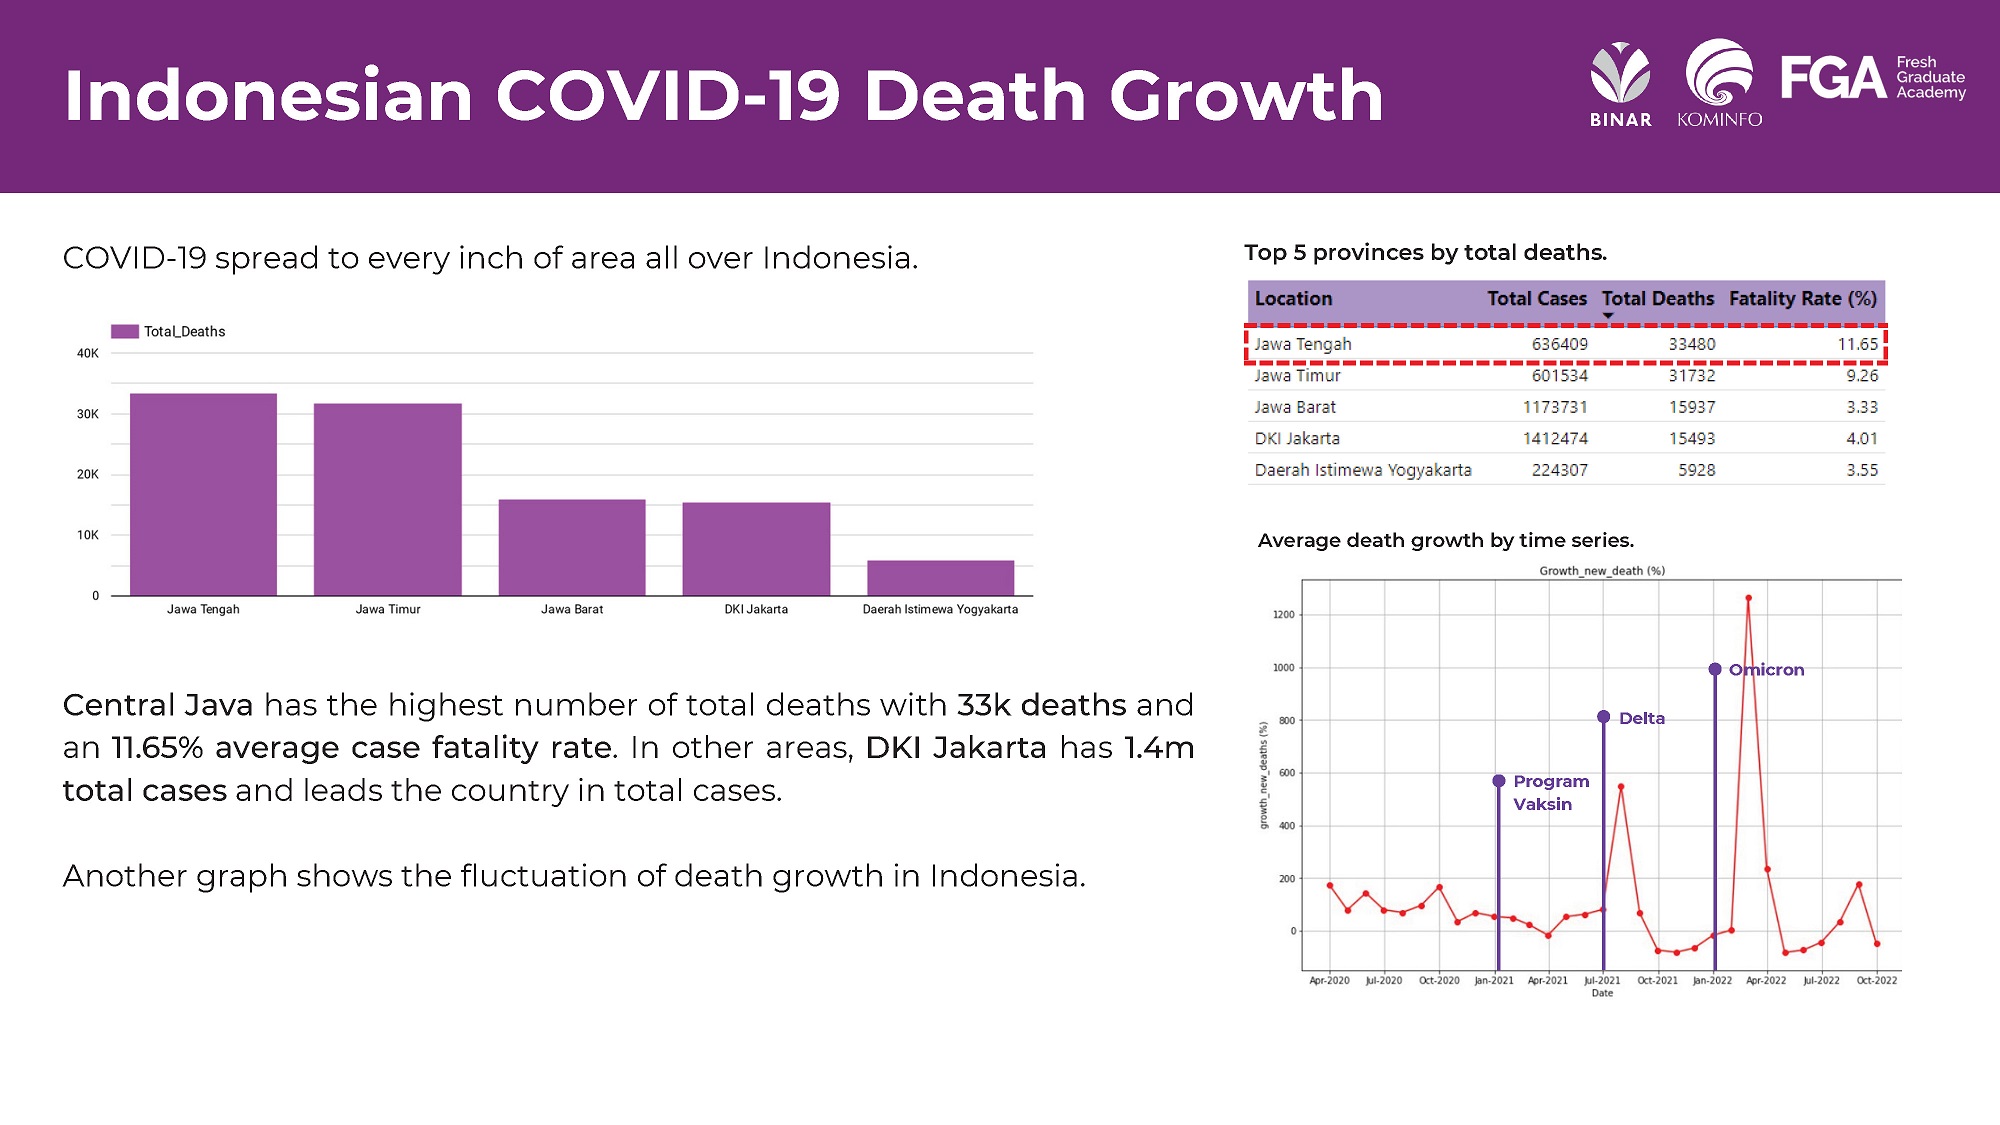 Indonesian COVID-19 Death Growth
BINAR
KOMINFO
FGA
Fresh
Graduate
Academy
COVID-19 spread to every inch of area all over Indonesia.
Total_Deaths
40K
30K
20K
10K
0
Jawa Tengah
Jawa Timur
Jawa Barat
DKI Jakarta
Daerah Istimewa Yogyakarta
Central Java has the highest number of total deaths with 33k deaths and
an 11.65% average case fatality rate. In other areas, DKI Jakarta has 1.4m
total cases and leads the country in total cases.
Another graph shows the fluctuation of death growth in Indonesia.
Top 5 provinces by total deaths.
Location Total Cases Total Deaths Fatality Rate (%)
Jawa Tengah 636409 33480 11.65
Jawa Timur 601534 31732 9.26
Jawa Barat 1173731 15937 3.33
DKI Jakarta 1412474 15493 4.01
Daerah Istimewa Yogyakarta 224307 5928 3.55
Average death growth by time series.
Growth_new_death (%)
growth_new_deaths (%)
1200
1000
800
600
400
200
0
Program
Vaksin
Delta
Omicron
Apr-2020 Jul-2020 Oct-2020 Jan-2021 Apr-2021 Jul-2021 Oct-2021 Jan-2022 Apr-2022 Jul-2022 Oct-2022
Date